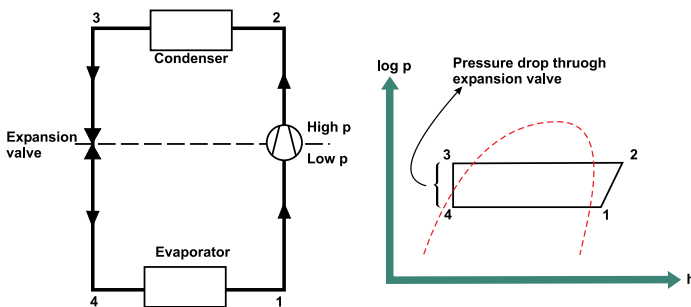 3
2
Condenser
Expansion
valve
High p
Low p
Evaporator
4
1
log p
Pressure drop thruogh
expansion valve
3
2
4
1
h